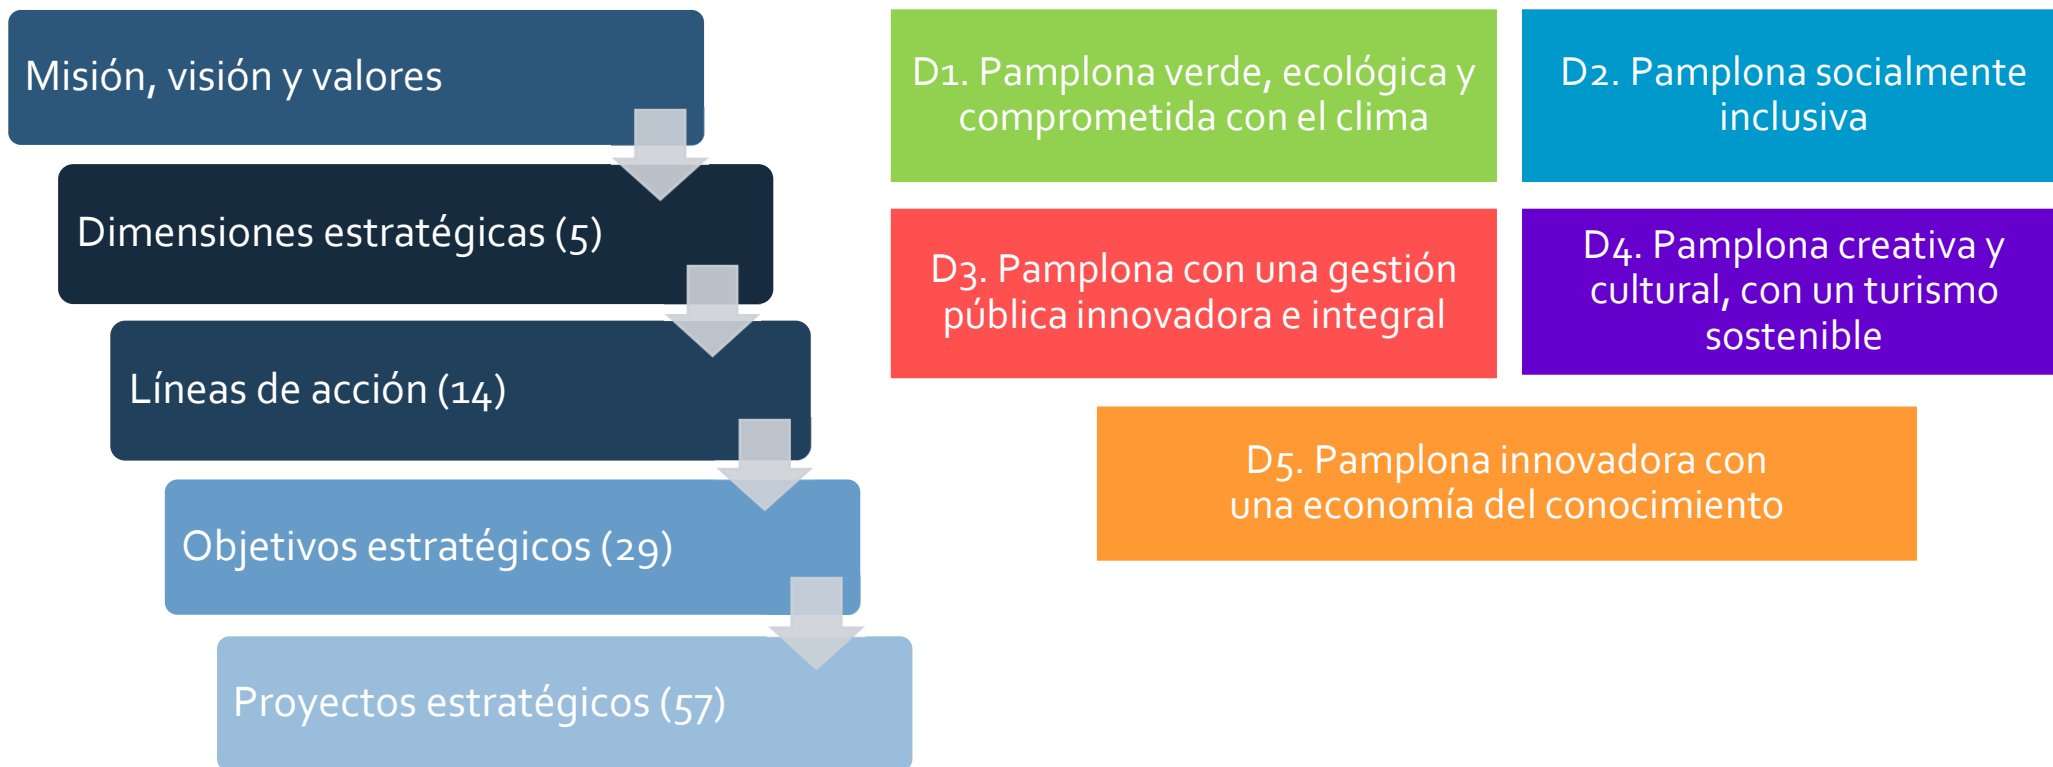 Misión, visión y valores
Dimensiones estratégicas (5)
Líneas de acción (14)
Objetivos estratégicos (29)
Proyectos estratégicos (57)
D1. Pamplona verde, ecológica y
comprometida con el clima
D2. Pamplona socialmente
inclusiva
D3. Pamplona con una gestión
pública innovadora e integral
D4. Pamplona creativa y
cultural, con un turismo
sostenible
D5. Pamplona innovadora con
una economía del conocimiento